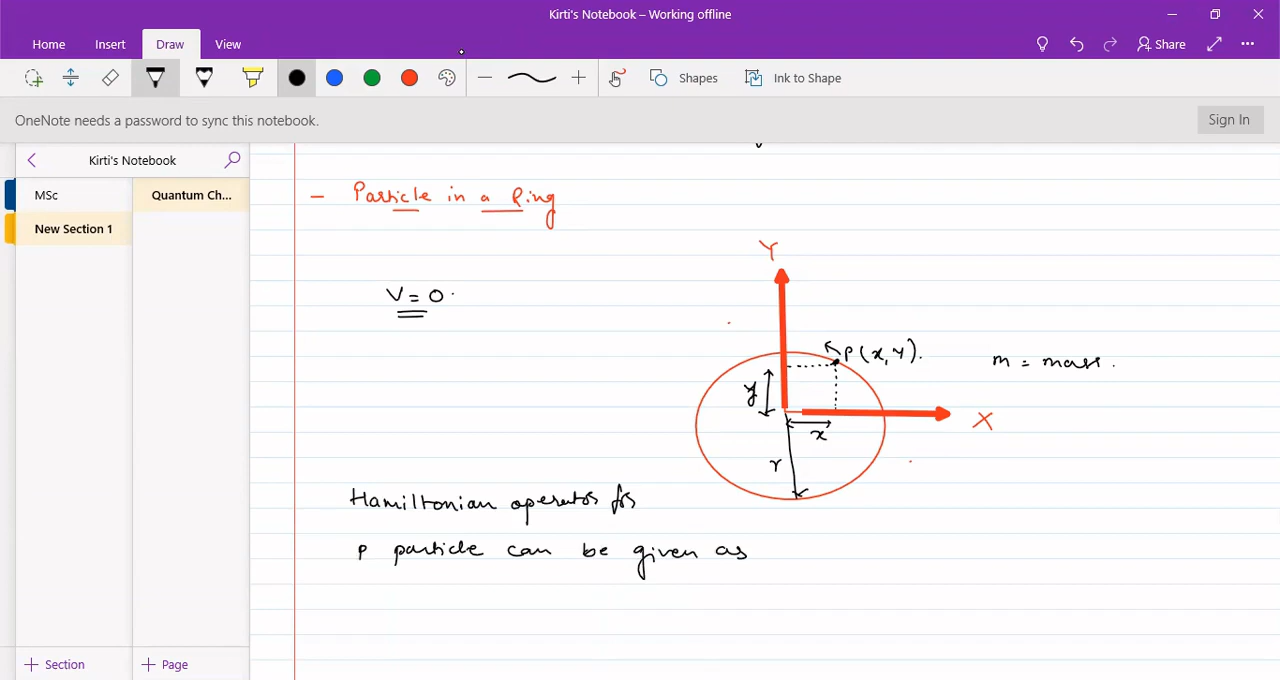 Kirti's Notebook – Working offline
Home Insert Draw View
Share
Shapes Ink to Shape
OneNote needs a password to sync this notebook.
Sign In
Kirti's Notebook
MSc
Quantum Ch...
New Section 1
- Particle in a Ring
Y
V = 0
P(x,y).
m = mass.
y
X
x
r
Hamiltonian operator for
P particle can be given as
+ Section
+ Page